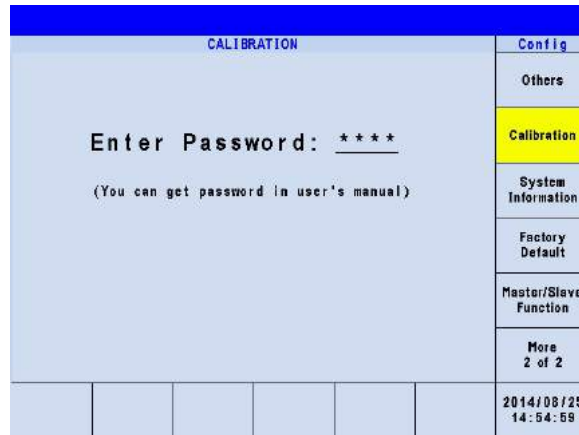 CALIBRATION
Config
Others
Enter Password: ****
Calibration
(You can get password in user's manual)
System
Information
Factory
Default
Master/Slave
Function
More
2 of 2
2014/08/25
14:54:59